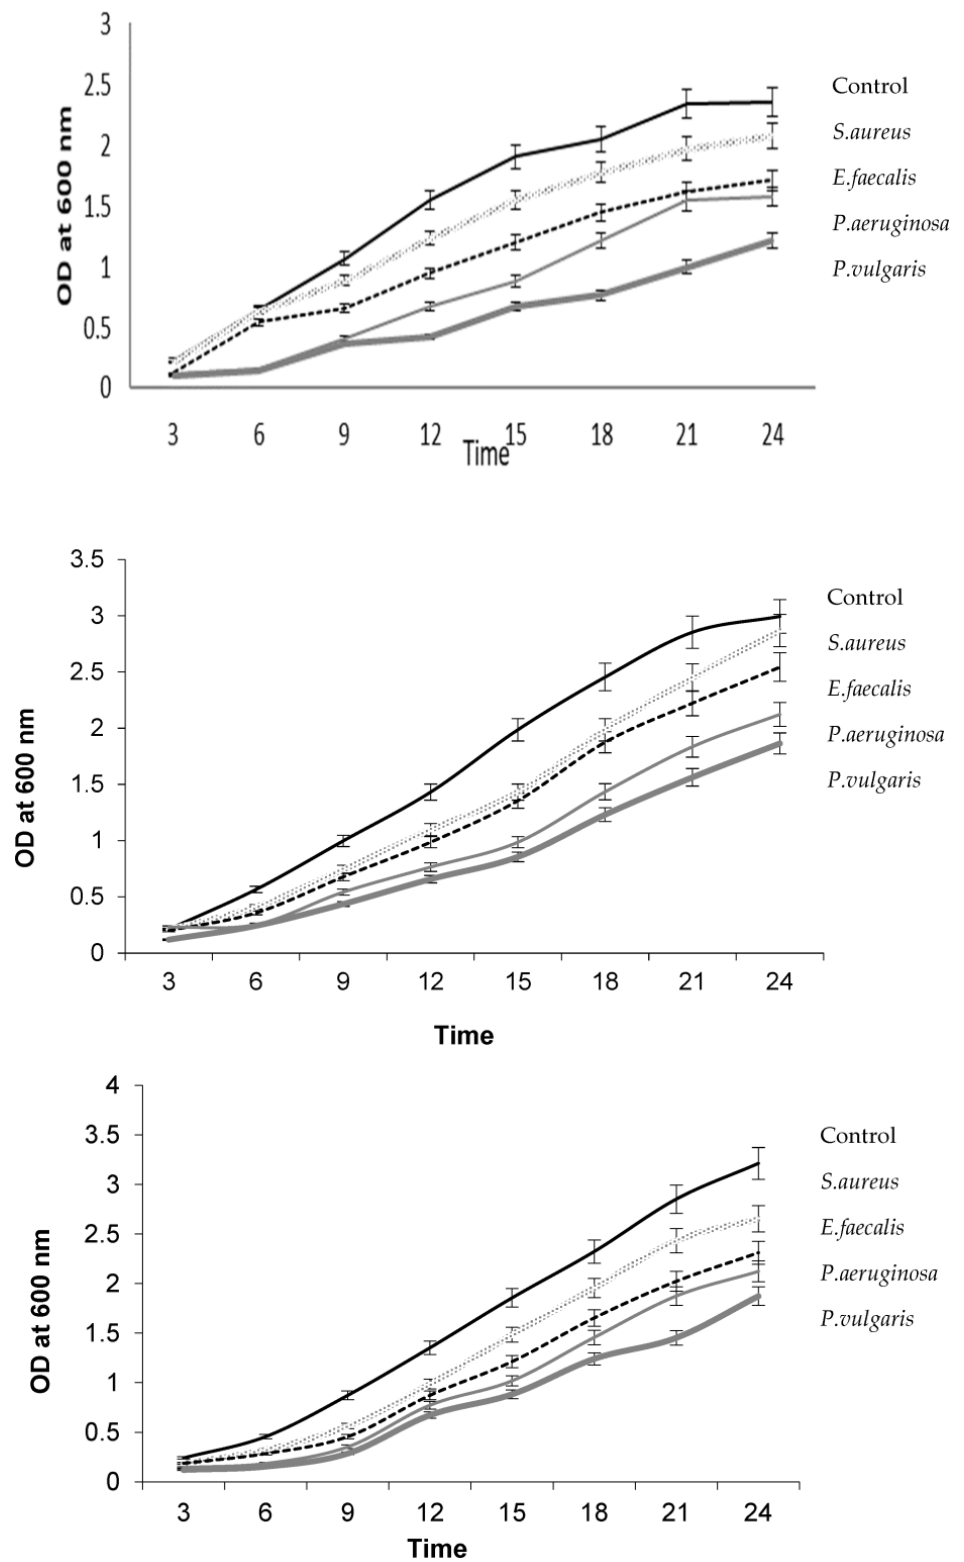 3
2.5
2
1.5
1
0.5
0
OD at 600 nm
3 6 9 12 15 18 21 24
Time
Control
S.aureus
E.faecalis
P.aeruginosa
P.vulgaris
3.5
3
2.5
2
1.5
1
0.5
0
OD at 600 nm
3 6 9 12 15 18 21 24
Time
Control
S.aureus
E.faecalis
P.aeruginosa
P.vulgaris
4
3.5
3
2.5
2
1.5
1
0.5
0
OD at 600 nm
3 6 9 12 15 18 21 24
Time
Control
S.aureus
E.faecalis
P.aeruginosa
P.vulgaris